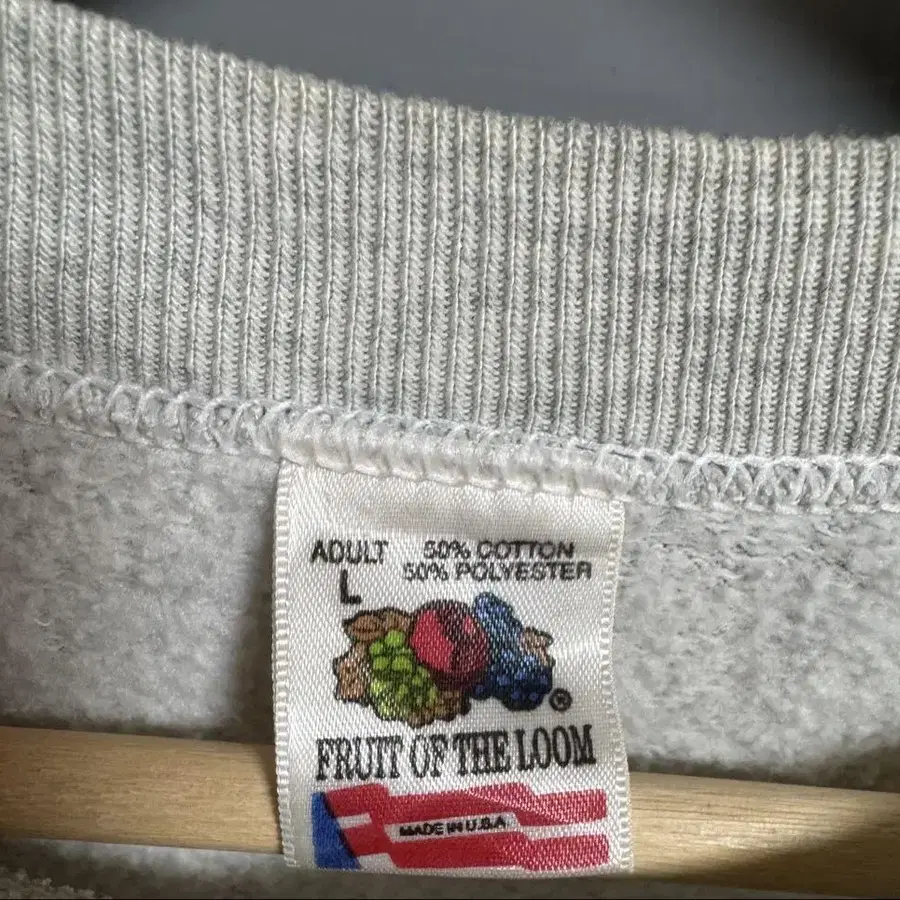 ADULT 50% COTTON
L 50% POLYESTER
®
FRUIT OF THE LOOM
MADE IN U.S.A